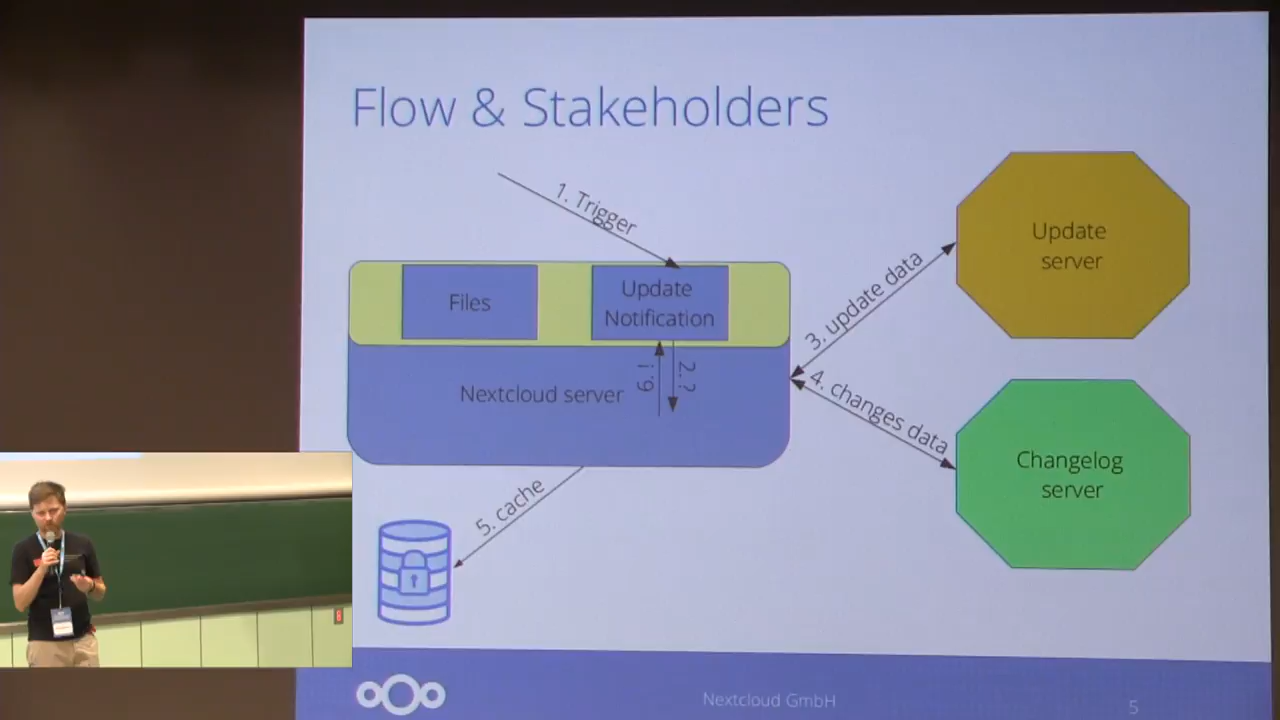 Flow & Stakeholders
1. Trigger
Update
server
3. update data
Files
Update
Notification
Nextcloud server
6. !
2. ?
4. changes data
Changelog
server
5. cache
Nextcloud GmbH
5